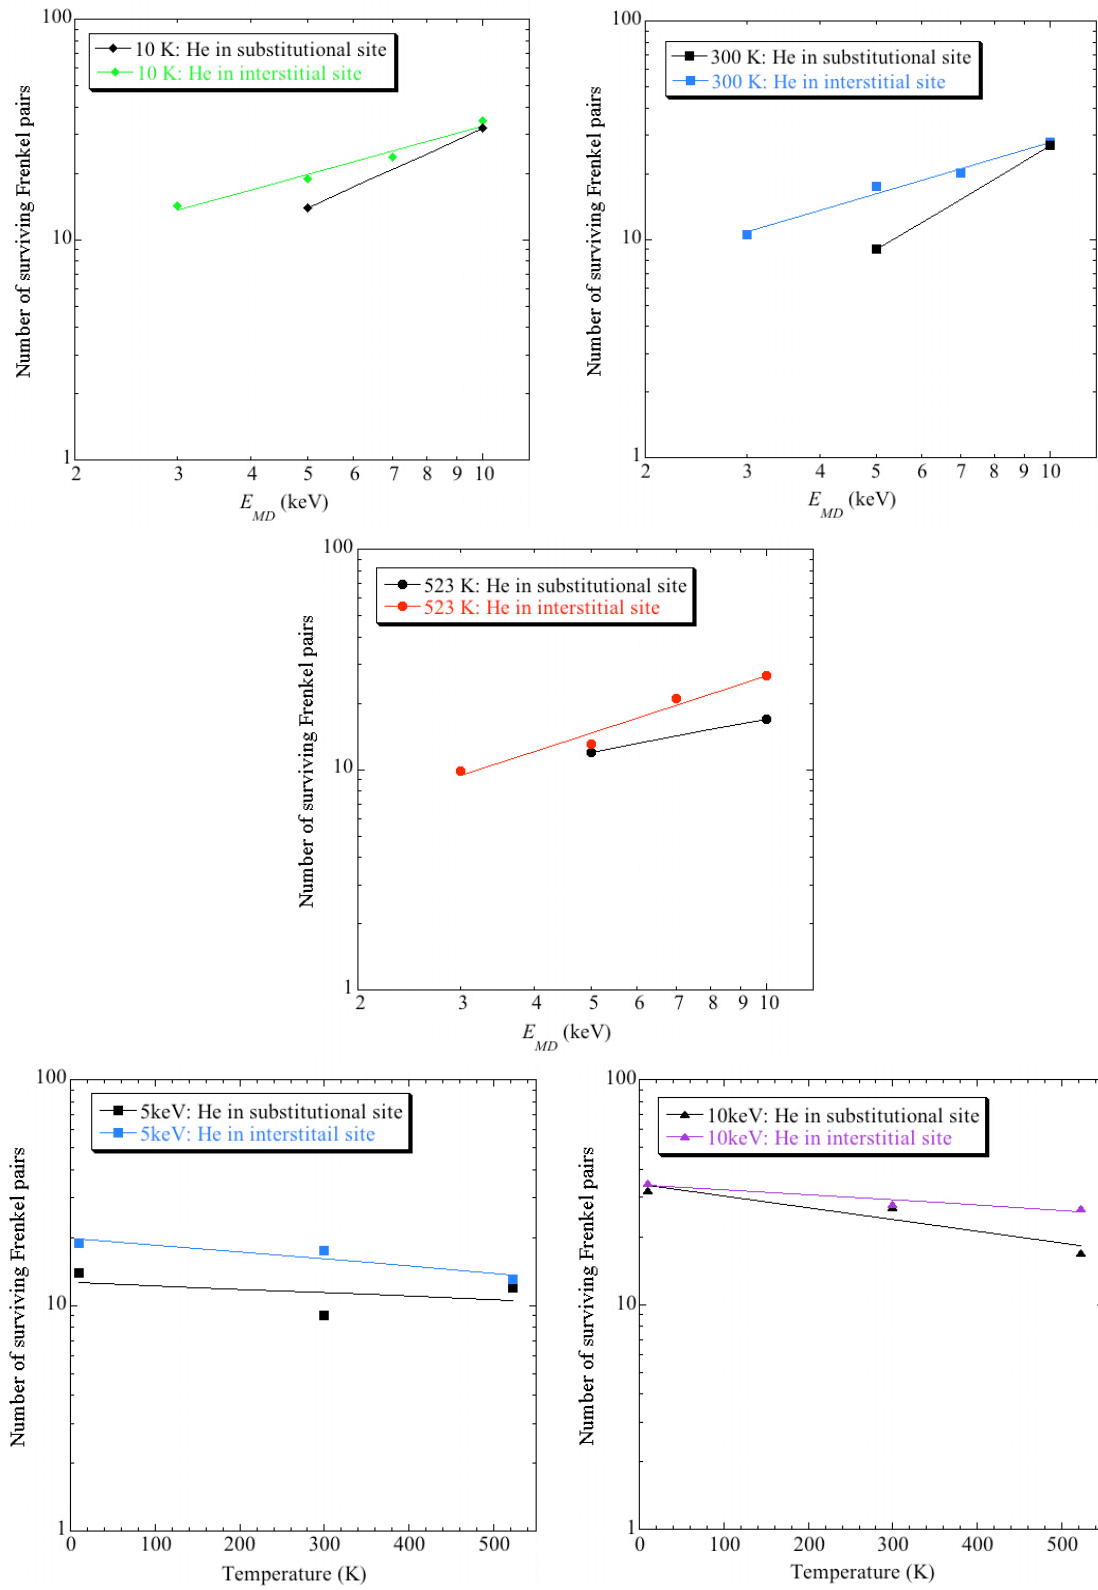 100
10 K: He in substitutional site
10 K: He in interstitial site
10
1
Number of surviving Frenkel pairs
2 3 4 5 6 7 8 9 10
E_MD (keV)
100
300 K: He in substitutional site
300 K: He in interstitial site
10
1
Number of surviving Frenkel pairs
2 3 4 5 6 7 8 9 10
E_MD (keV)
100
523 K: He in substitutional site
523 K: He in interstitial site
10
1
Number of surviving Frenkel pairs
2 3 4 5 6 7 8 9 10
E_MD (keV)
100
5keV: He in substitutional site
5keV: He in interstitail site
10
1
Number of surviving Frenkel pairs
0 100 200 300 400 500
Temperature (K)
100
10keV: He in substitutional site
10keV: He in interstitial site
10
1
Number of surviving Frenkel pairs
0 100 200 300 400 500
Temperature (K)